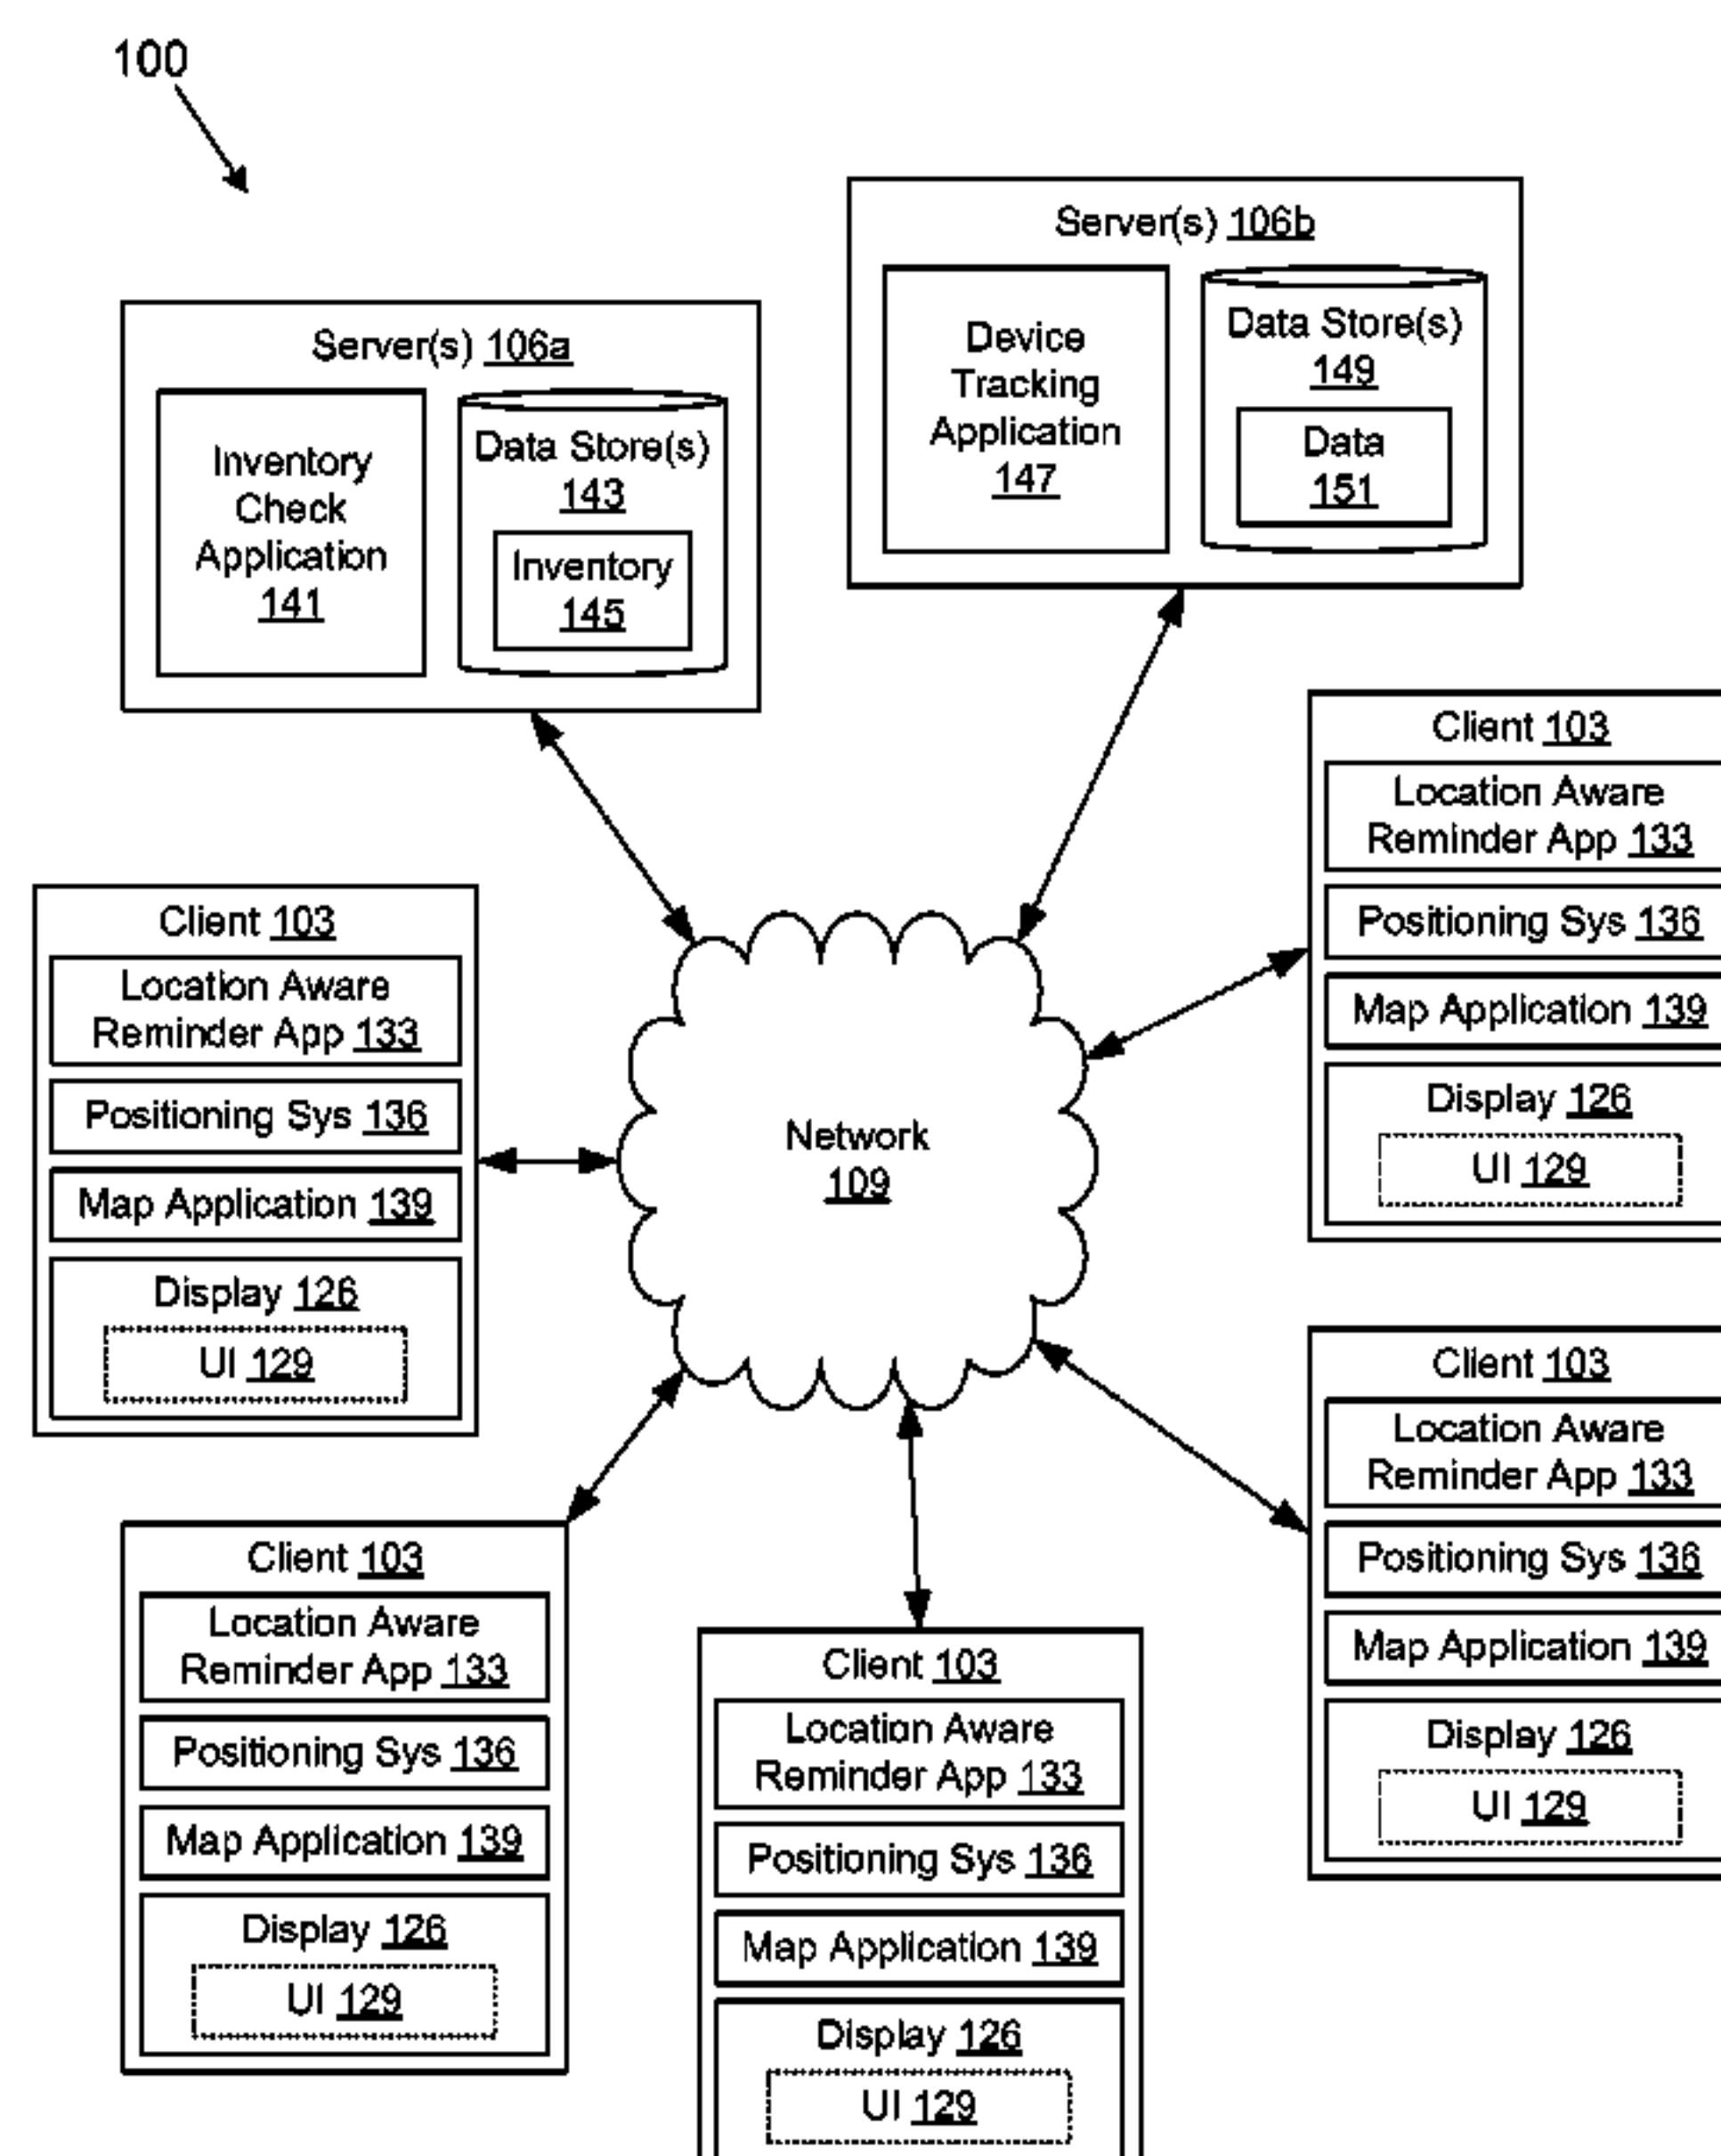 100
Server(s) 106b
Device
Tracking
Application
147
Data Store(s)
149
Data
151
Server(s) 106a
Inventory
Check
Application
141
Data Store(s)
143
Inventory
145
Client 103
Location Aware
Reminder App 133
Positioning Sys 136
Map Application 139
Display 126
UI 129
Client 103
Location Aware
Reminder App 133
Positioning Sys 136
Map Application 139
Display 126
UI 129
Network
109
Client 103
Location Aware
Reminder App 133
Positioning Sys 136
Map Application 139
Display 126
UI 129
Client 103
Location Aware
Reminder App 133
Positioning Sys 136
Map Application 139
Display 126
UI 129
Client 103
Location Aware
Reminder App 133
Positioning Sys 136
Map Application 139
Display 126
UI 129